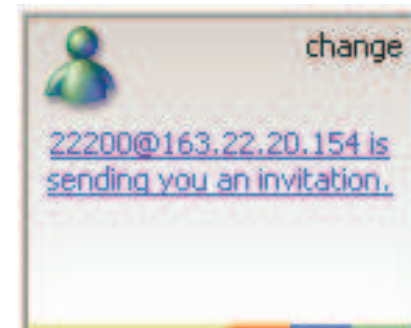 change
22200@163.22.20.154 is
sending you an invitation.